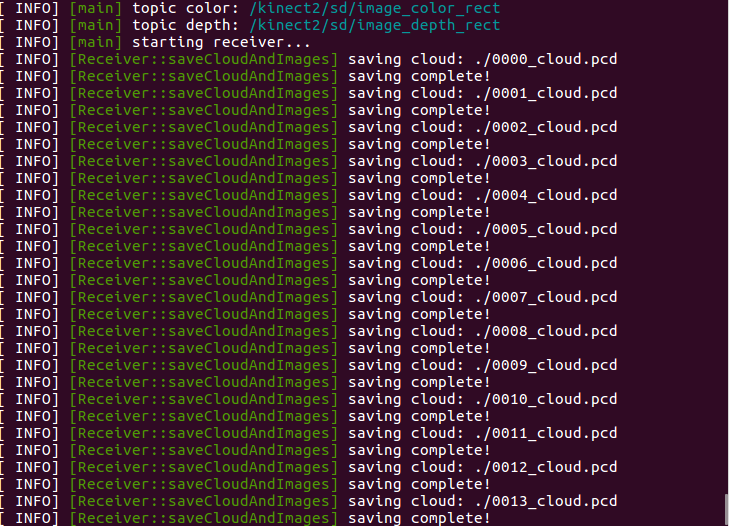 [ INFO] [main] topic color: /kinect2/sd/image_color_rect
[ INFO] [main] topic depth: /kinect2/sd/image_depth_rect
[ INFO] [main] starting receiver...
[ INFO] [Receiver::saveCloudAndImages] saving cloud: ./0000_cloud.pcd
[ INFO] [Receiver::saveCloudAndImages] saving complete!
[ INFO] [Receiver::saveCloudAndImages] saving cloud: ./0001_cloud.pcd
[ INFO] [Receiver::saveCloudAndImages] saving complete!
[ INFO] [Receiver::saveCloudAndImages] saving cloud: ./0002_cloud.pcd
[ INFO] [Receiver::saveCloudAndImages] saving complete!
[ INFO] [Receiver::saveCloudAndImages] saving cloud: ./0003_cloud.pcd
[ INFO] [Receiver::saveCloudAndImages] saving complete!
[ INFO] [Receiver::saveCloudAndImages] saving cloud: ./0004_cloud.pcd
[ INFO] [Receiver::saveCloudAndImages] saving complete!
[ INFO] [Receiver::saveCloudAndImages] saving cloud: ./0005_cloud.pcd
[ INFO] [Receiver::saveCloudAndImages] saving complete!
[ INFO] [Receiver::saveCloudAndImages] saving cloud: ./0006_cloud.pcd
[ INFO] [Receiver::saveCloudAndImages] saving complete!
[ INFO] [Receiver::saveCloudAndImages] saving cloud: ./0007_cloud.pcd
[ INFO] [Receiver::saveCloudAndImages] saving complete!
[ INFO] [Receiver::saveCloudAndImages] saving cloud: ./0008_cloud.pcd
[ INFO] [Receiver::saveCloudAndImages] saving complete!
[ INFO] [Receiver::saveCloudAndImages] saving cloud: ./0009_cloud.pcd
[ INFO] [Receiver::saveCloudAndImages] saving complete!
[ INFO] [Receiver::saveCloudAndImages] saving cloud: ./0010_cloud.pcd
[ INFO] [Receiver::saveCloudAndImages] saving complete!
[ INFO] [Receiver::saveCloudAndImages] saving cloud: ./0011_cloud.pcd
[ INFO] [Receiver::saveCloudAndImages] saving complete!
[ INFO] [Receiver::saveCloudAndImages] saving cloud: ./0012_cloud.pcd
[ INFO] [Receiver::saveCloudAndImages] saving complete!
[ INFO] [Receiver::saveCloudAndImages] saving cloud: ./0013_cloud.pcd
[ INFO] [Receiver::saveCloudAndImages] saving complete!